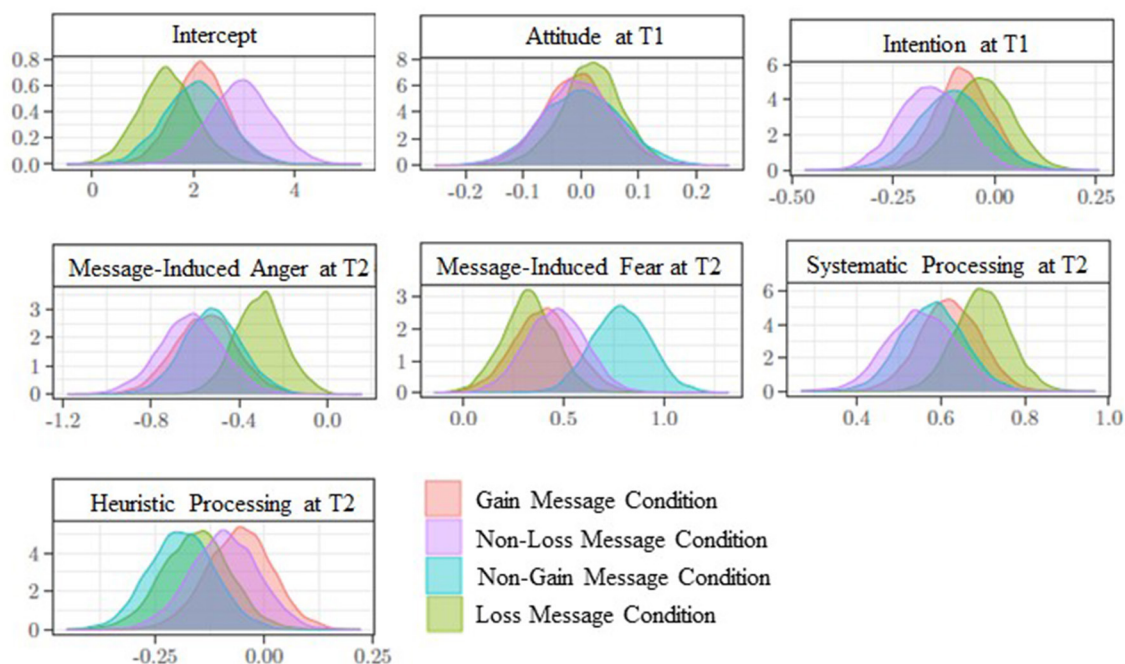 Intercept
0.8
0.6
0.4
0.2
0.0
0 2 4
Attitude at T1
8
6
4
2
0
-0.2 -0.1 0.0 0.1 0.2
Intention at T1
6
4
2
0
-0.50 -0.25 0.00 0.25
Message-Induced Anger at T2
3
2
1
0
-1.2 -0.8 -0.4 0.0
Message-Induced Fear at T2
3
2
1
0
0.0 0.5 1.0
Systematic Processing at T2
6
4
2
0
0.4 0.6 0.8 1.0
Heuristic Processing at T2
4
2
0
-0.25 0.00 0.25
Gain Message Condition
Non-Loss Message Condition
Non-Gain Message Condition
Loss Message Condition